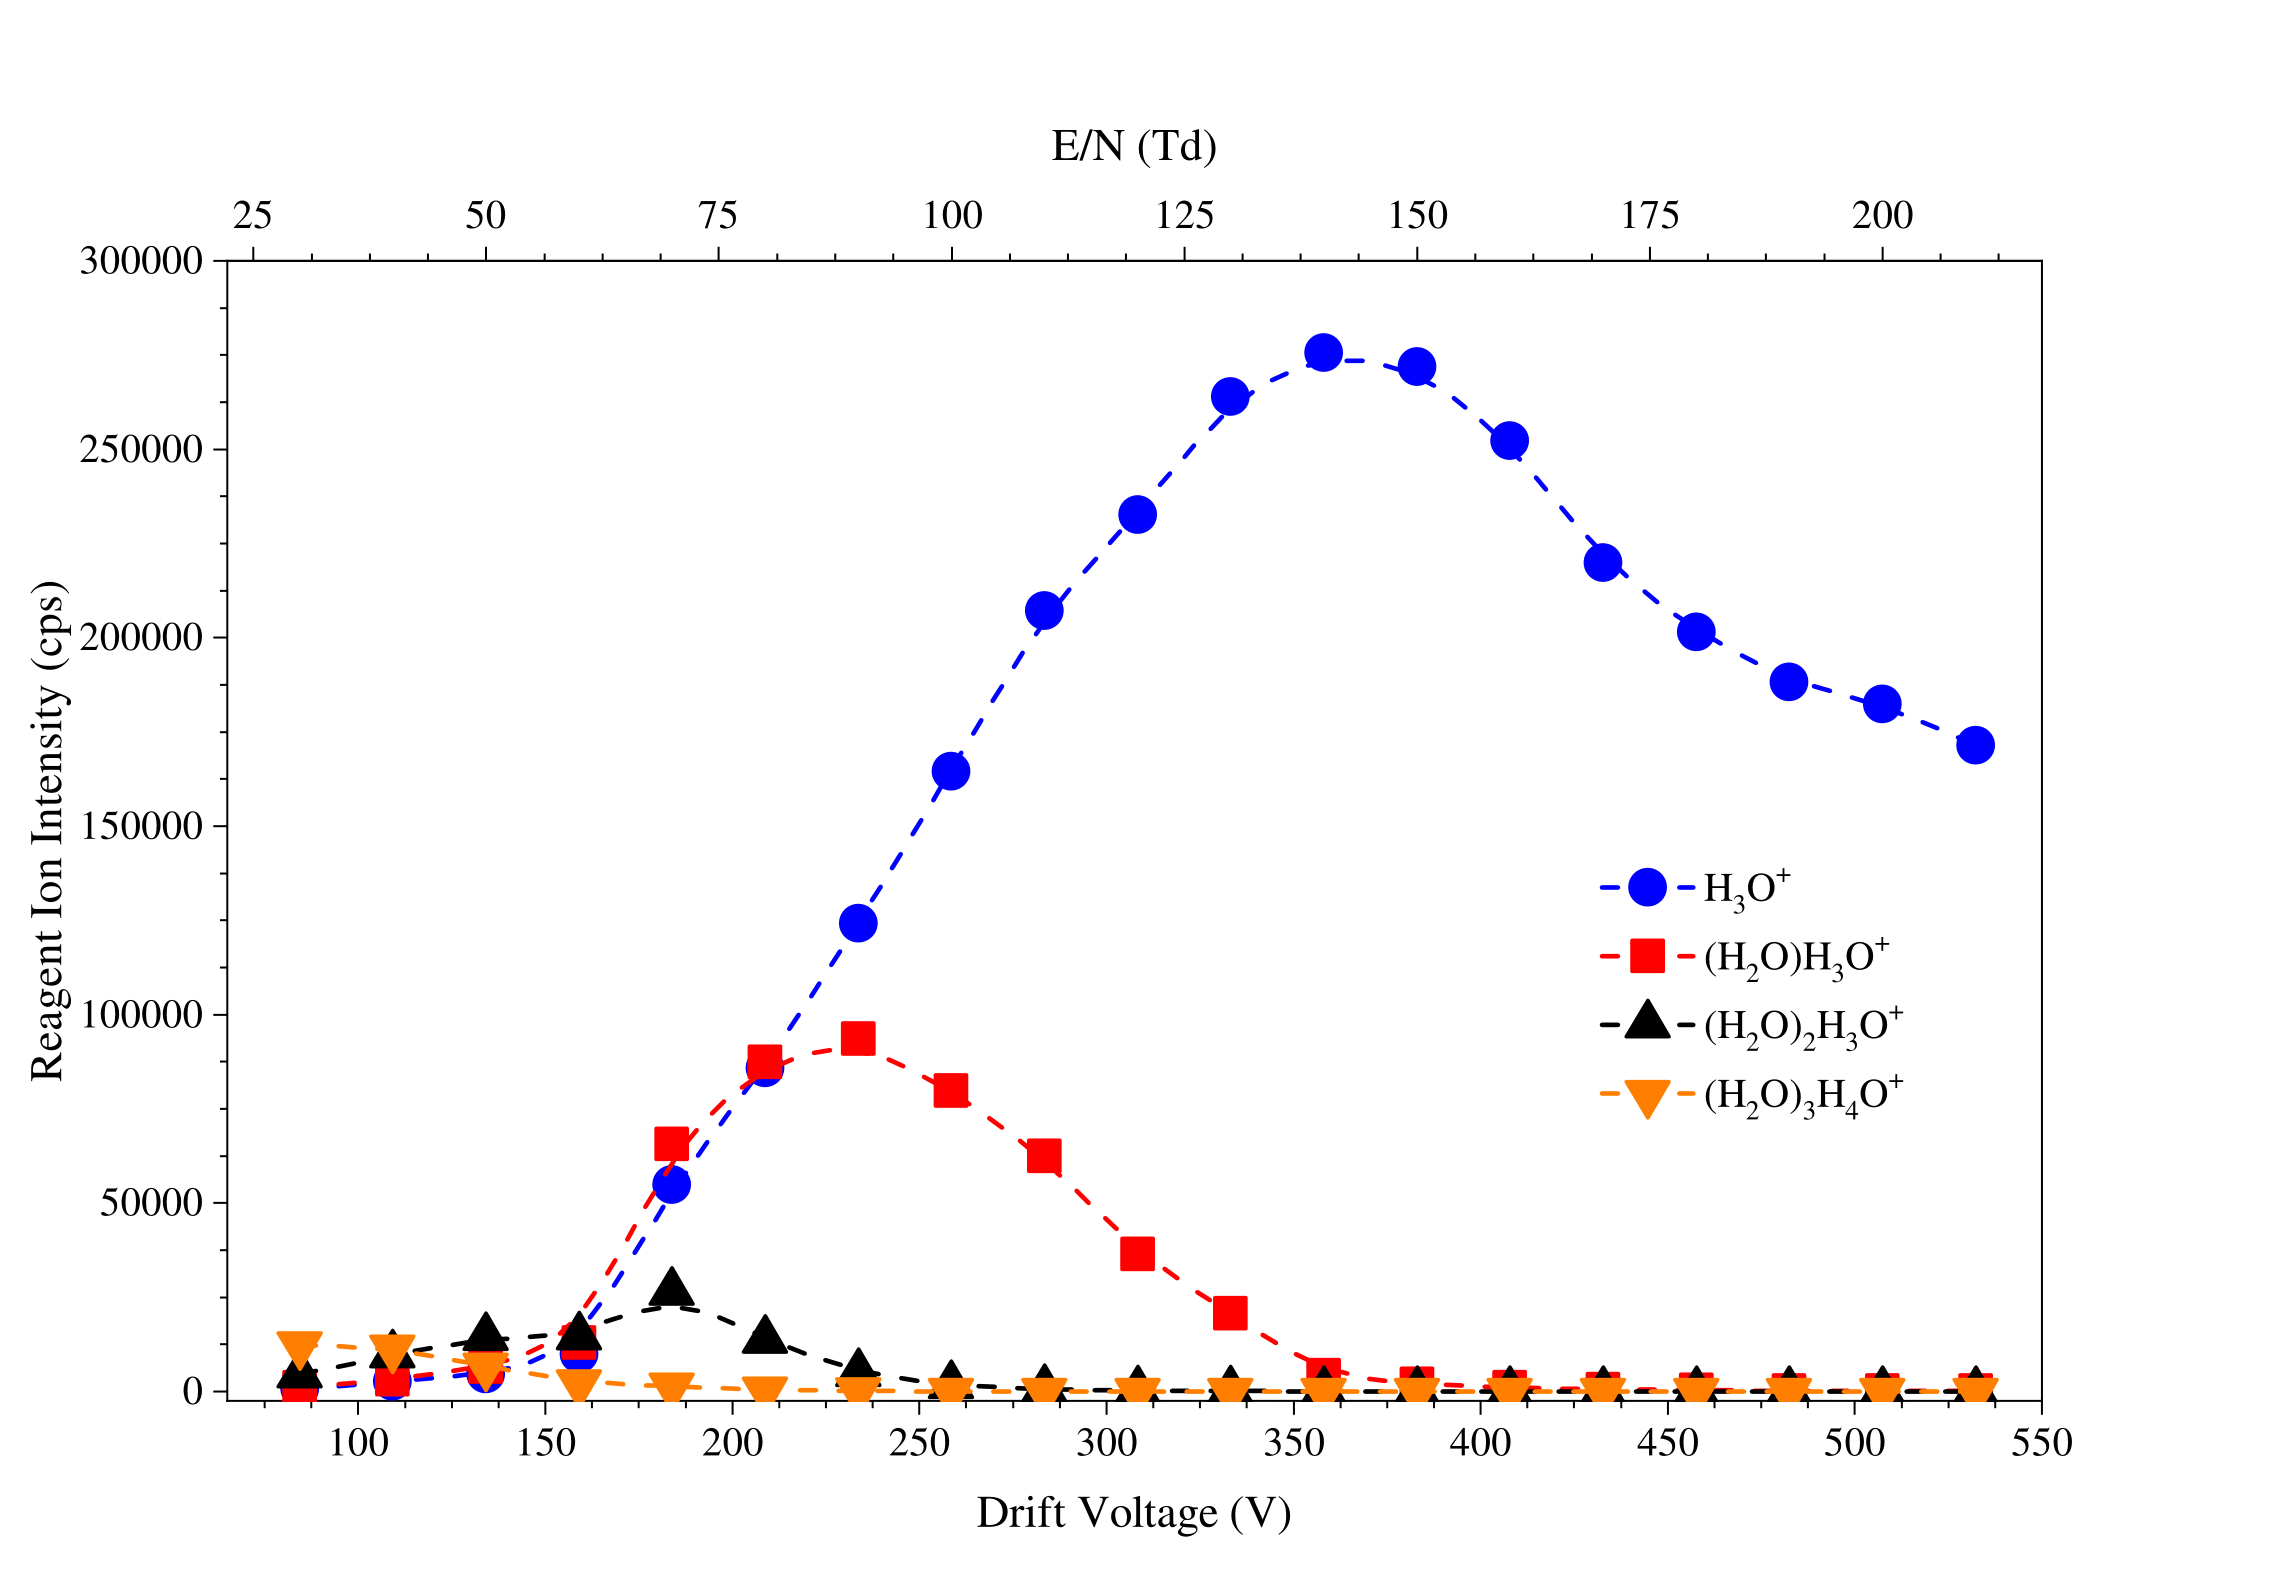 E/N (Td)
25 50 75 100 125 150 175 200
300000
250000
200000
150000
100000
50000
0
Reagent Ion Intensity (cps)
H₃O⁺
(H₂O)H₃O⁺
(H₂O)₂H₃O⁺
(H₂O)₃H₄O⁺
100 150 200 250 300 350 400 450 500 550
Drift Voltage (V)